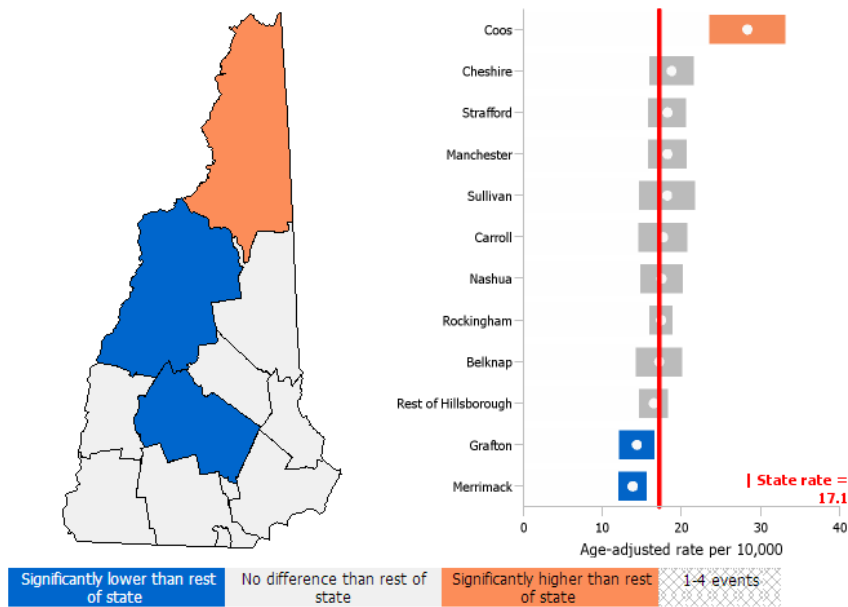 Coos
Cheshire
Strafford
Manchester
Sullivan
Carroll
Nashua
Rockingham
Belknap
Rest of Hillsborough
Grafton
Merrimack
| State rate =
17.1
0 10 20 30 40
Age-adjusted rate per 10,000
Significantly lower than rest
of state
No difference than rest of
state
Significantly higher than rest
of state
1-4 events